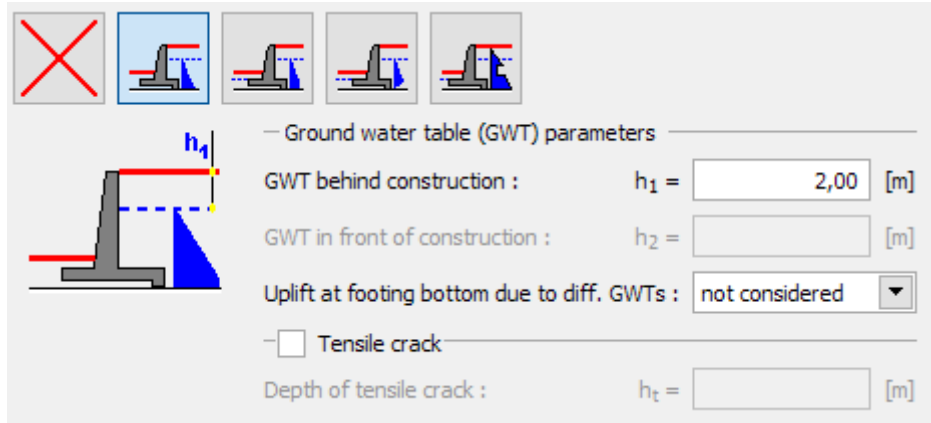 h1
Ground water table (GWT) parameters
GWT behind construction : h1 = 2,00 [m]
GWT in front of construction : h2 = [m]
Uplift at footing bottom due to diff. GWTs : not considered
Tensile crack
Depth of tensile crack : ht = [m]